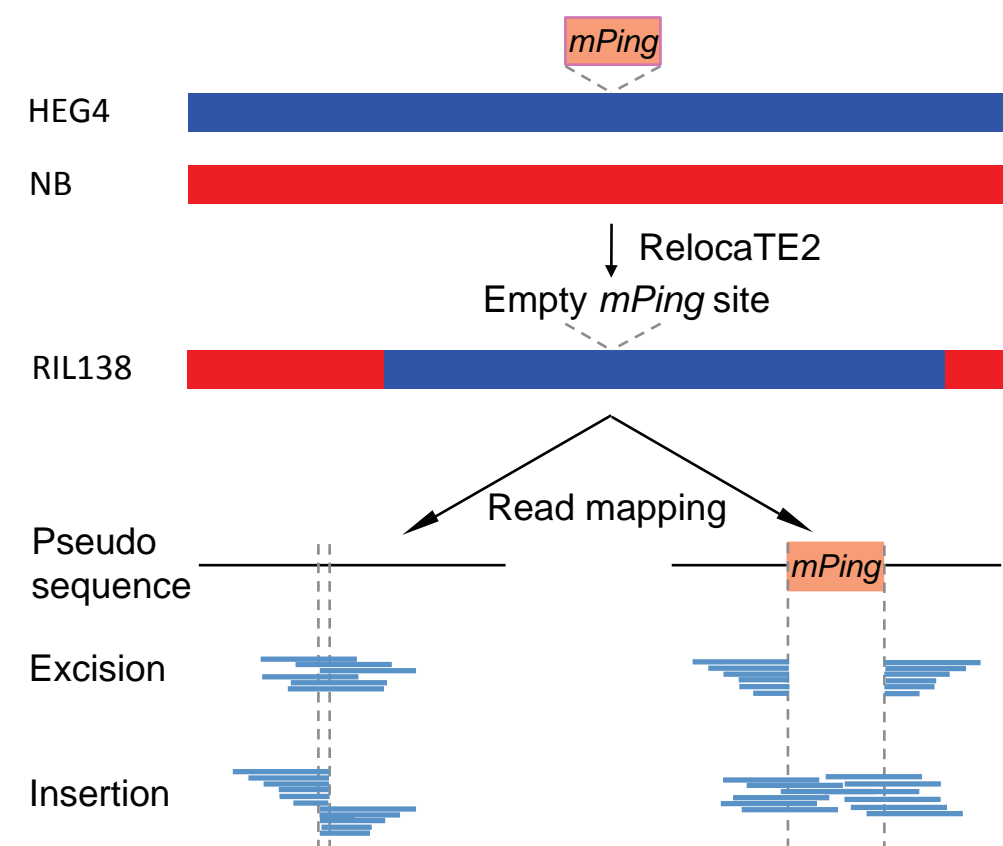 mPing
HEG4
NB
RelocaTE2
Empty mPing site
RIL138
Read mapping
Pseudo
sequence
mPing
Excision
Insertion